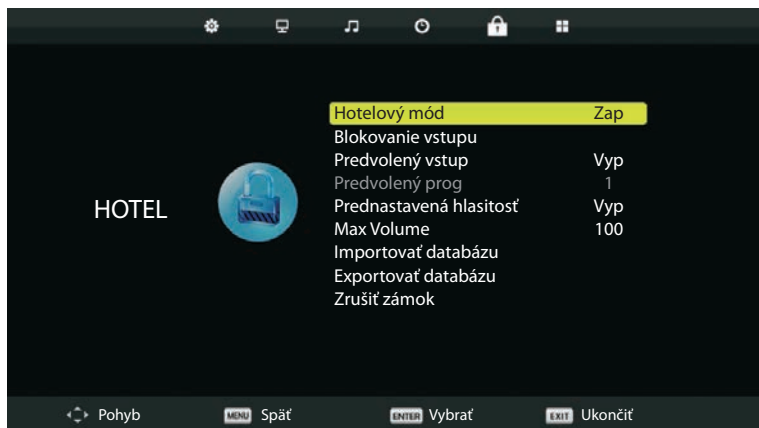 Hotelový mód Zap
Blokovanie vstupu
Predvolený vstup Vyp
Predvolený prog 1
HOTEL
Prednastavená hlasitosť Vyp
Max Volume 100
Importovať databázu
Exportovať databázu
Zrušiť zámok
Pohyb MENU Späť ENTER Vybrať EXIT Ukončiť